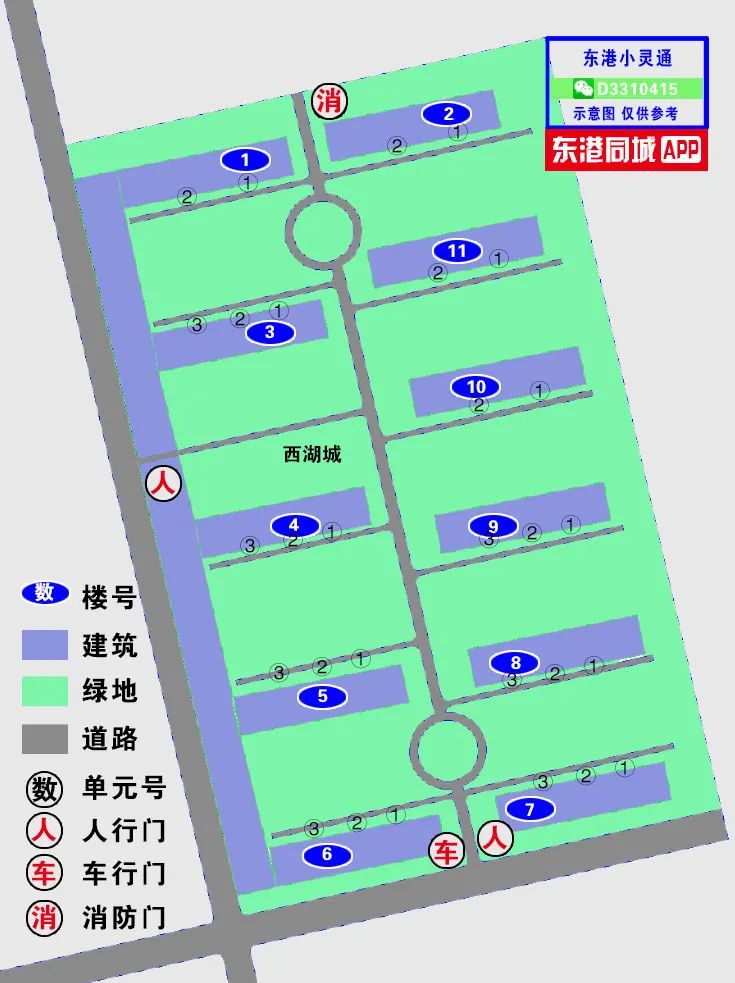 东港小灵通
D3310415
示意图 仅供参考
东港同城APP
消
2
1
2
1
1
2
11
1
2
1
2
3
3
10
1
2
西湖城
人
4
1
2
3
9
1
2
3
8
1
2
3
1
2
3
5
1
2
3
7
1
2
3
6
车
人
数 楼号
建筑
绿地
道路
数 单元号
人 人行门
车 车行门
消 消防门